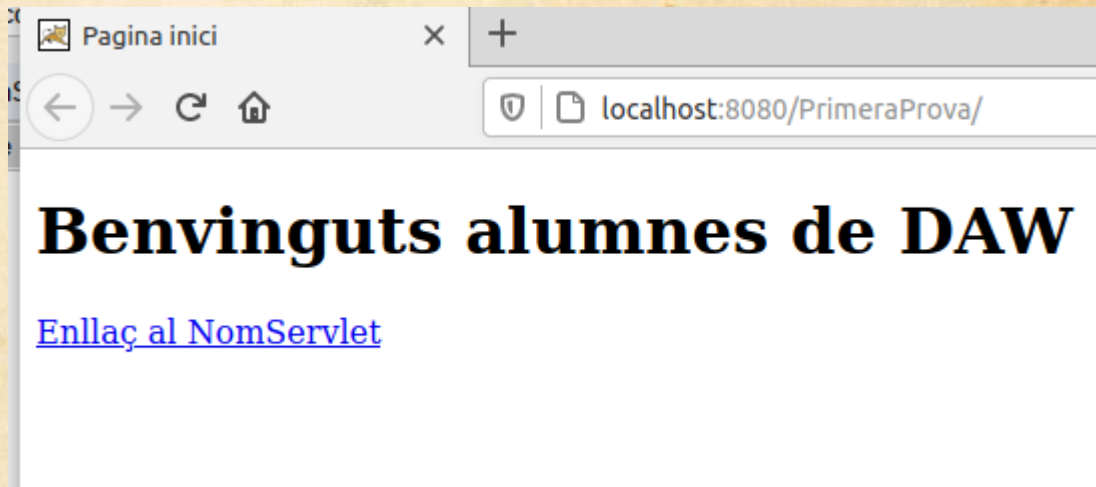 Pagina inici
localhost:8080/PrimeraProva/
Benvinguts alumnes de DAW
Enllaç al NomServlet